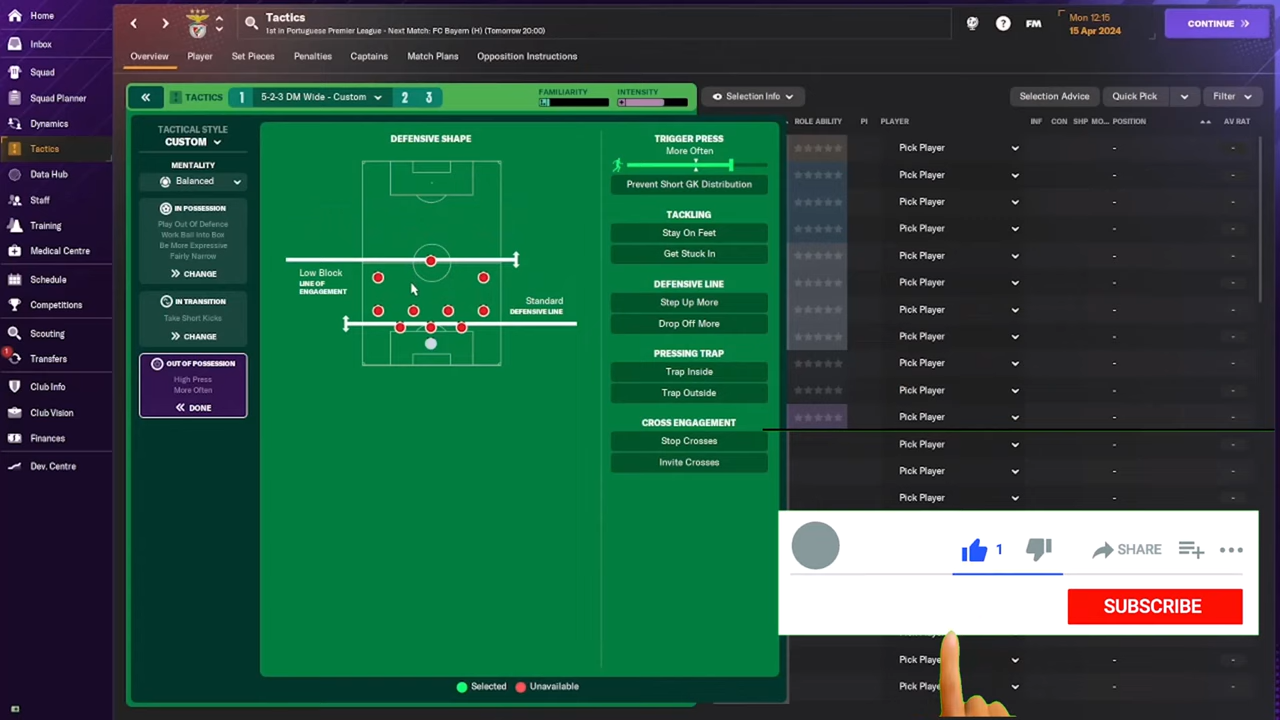 Home
Inbox
Squad
Squad Planner
Dynamics
Tactics
Data Hub
Staff
Training
Medical Centre
Schedule
Competitions
Scouting
1
Transfers
Club Info
Club Vision
Finances
Dev. Centre
Tactics
1st in Portuguese Premier League - Next Match: FC Bayern (H) (Tomorrow 20:00)
? FM
Mon 12:15
15 Apr 2024
CONTINUE
Overview Player Set Pieces Penalties Captains Match Plans Opposition Instructions
TACTICS 1 5-2-3 DM Wide - Custom 2 3
FAMILIARITY
INTENSITY
Selection Info
Selection Advice Quick Pick Filter
TACTICAL STYLE
CUSTOM
MENTALITY
Balanced
IN POSSESSION
Play Out Of Defence
Work Ball Into Box
Be More Expressive
Fairly Narrow
CHANGE
IN TRANSITION
Take Short Kicks
CHANGE
OUT OF POSSESSION
High Press
More Often
DONE
DEFENSIVE SHAPE
Low Block
LINE OF
ENGAGEMENT
Standard
DEFENSIVE LINE
Selected Unavailable
TRIGGER PRESS
More Often
Prevent Short GK Distribution
TACKLING
Stay On Feet
Get Stuck In
DEFENSIVE LINE
Step Up More
Drop Off More
PRESSING TRAP
Trap Inside
Trap Outside
CROSS ENGAGEMENT
Stop Crosses
Invite Crosses
ROLE ABILITY PI PLAYER INF CON SHP MO... POSITION AV RAT
Pick Player - -
Pick Player - -
Pick Player - -
Pick Player - -
Pick Player - -
Pick Player - -
Pick Player - -
Pick Player - -
Pick Player - -
Pick Player - -
Pick Player - -
Pick Player - -
Pick Player - -
Pick Player - -
1 SHARE
SUBSCRIBE
Pick Player - -
Pick Player - -